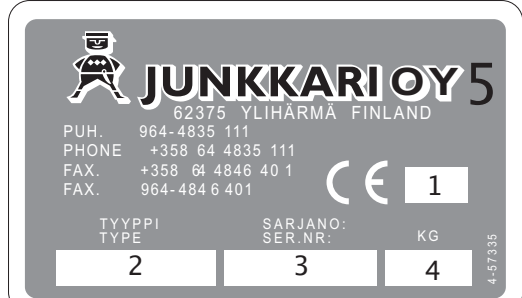 JUNKKARI OY 5
62375 YLIHÄRMÄ FINLAND
PUH. 964-4835 111
PHONE +358 64 4835 111
FAX. +358 64 4846 40 1
FAX. 964-484 6 401
CE 1
TYYPPI SARJANO:
TYPE SER.NR: KG
2 3 4
4-57335